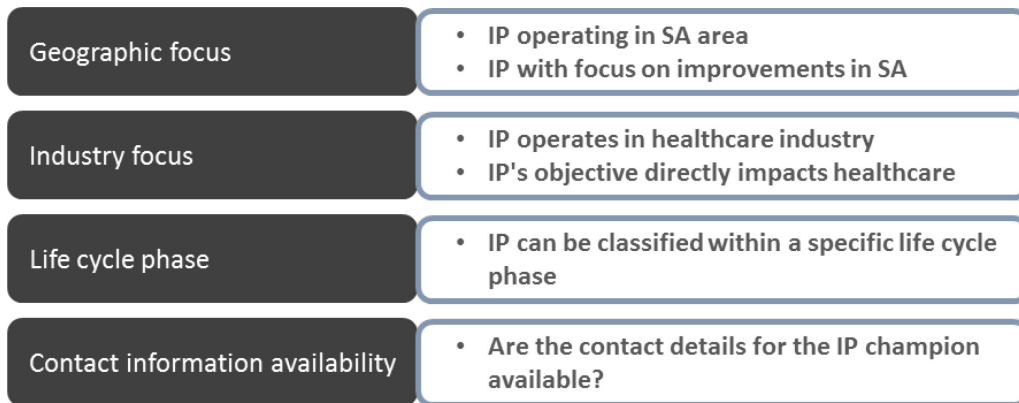 Geographic focus
• IP operating in SA area
• IP with focus on improvements in SA
Industry focus
• IP operates in healthcare industry
• IP's objective directly impacts healthcare
Life cycle phase
• IP can be classified within a specific life cycle
phase
Contact information availability
• Are the contact details for the IP champion
available?